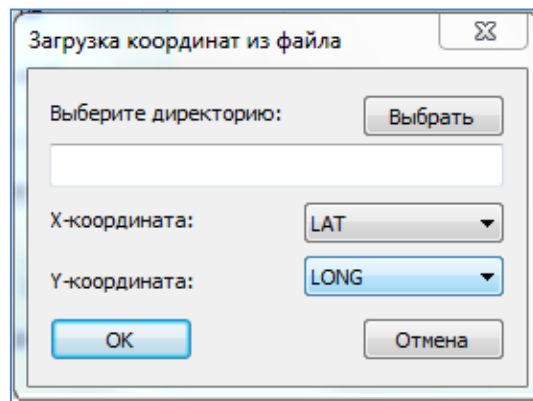 Загрузка координат из файла
Выберите директорию: Выбрать
X-координата: LAT
Y-координата: LONG
OK Отмена